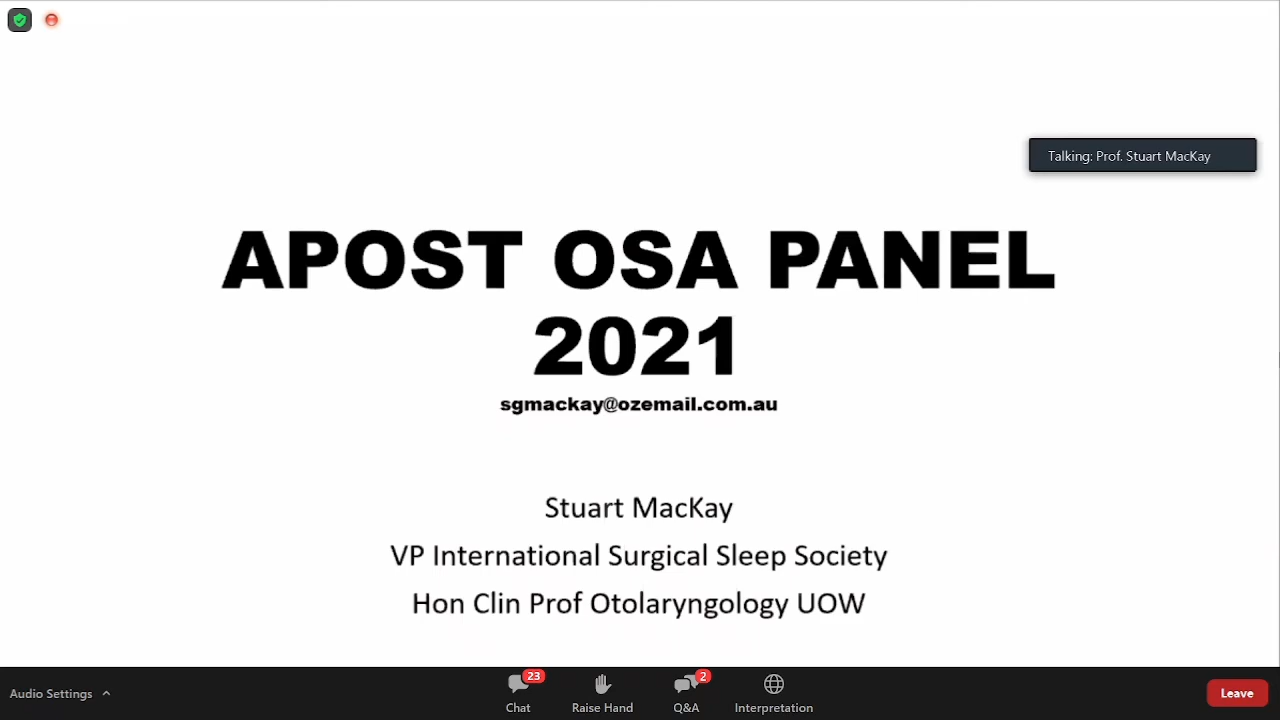 Talking: Prof. Stuart MacKay
APOST OSA PANEL
2021
sgmackay@ozemail.com.au
Stuart MacKay
VP International Surgical Sleep Society
Hon Clin Prof Otolaryngology UOW
Audio Settings
23
Chat
Raise Hand
2
Q&A
Interpretation
Leave